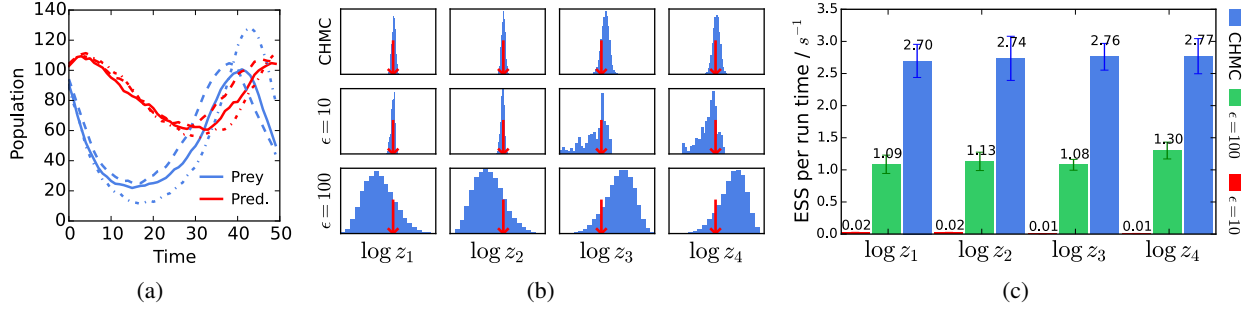 140
120
100
80
60
40
20
0
Population
0 10 20 30 40 50
Time
Prey
Pred.
(a)
CHMC
ϵ = 10
ϵ = 100
log z₁ log z₂ log z₃ log z₄
(b)
ESS per run time / s⁻¹
3.5
3.0
2.5
2.0
1.5
1.0
0.5
0.0
0.02 1.09 2.70
0.02 1.13 2.74
0.01 1.08 2.76
0.01 1.30 2.77
log z₁ log z₂ log z₃ log z₄
CHMC
ϵ = 100
ϵ = 10
(c)